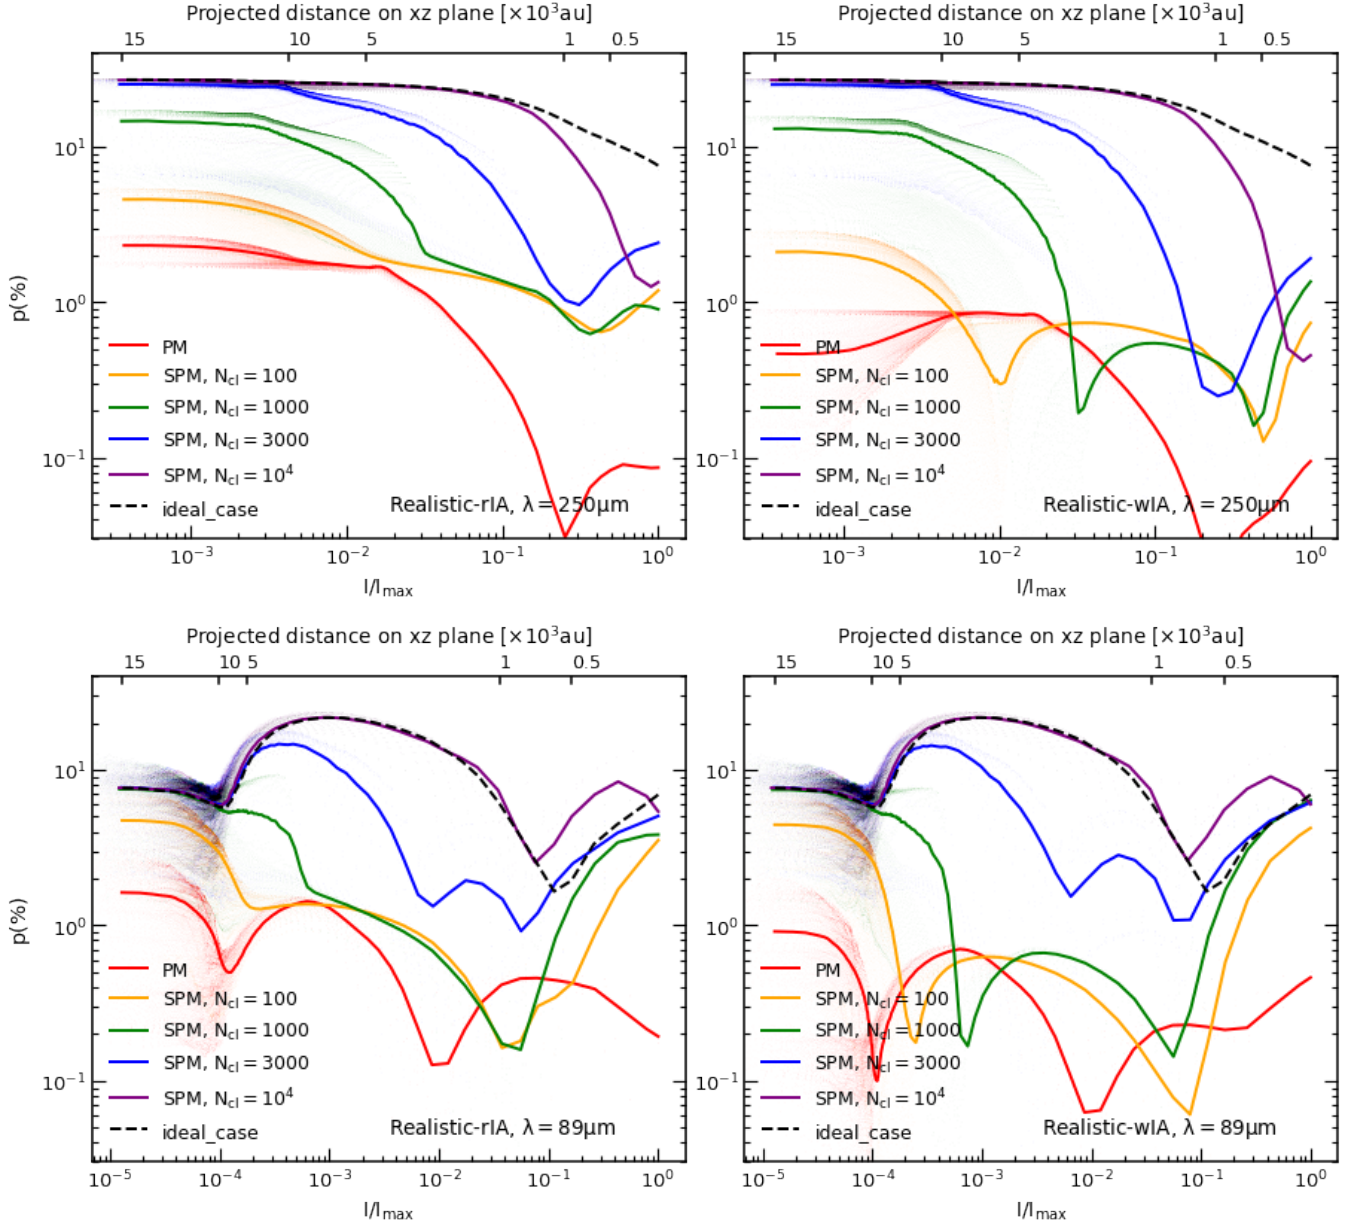 Projected distance on xz plane [×10³au]
15 10 5 1 0.5
10¹
10⁰
10⁻¹
p(%)
PM
SPM, N_cl = 100
SPM, N_cl = 1000
SPM, N_cl = 3000
SPM, N_cl = 10⁴
ideal_case
Realistic-rIA, λ = 250μm
10⁻³ 10⁻² 10⁻¹ 10⁰
I/I_max
Projected distance on xz plane [×10³au]
15 10 5 1 0.5
10¹
10⁰
10⁻¹
PM
SPM, N_cl = 100
SPM, N_cl = 1000
SPM, N_cl = 3000
SPM, N_cl = 10⁴
ideal_case
Realistic-wIA, λ = 250μm
10⁻³ 10⁻² 10⁻¹ 10⁰
I/I_max
Projected distance on xz plane [×10³au]
15 10 5 1 0.5
10¹
10⁰
10⁻¹
p(%)
PM
SPM, N_cl = 100
SPM, N_cl = 1000
SPM, N_cl = 3000
SPM, N_cl = 10⁴
ideal_case
Realistic-rIA, λ = 89μm
10⁻⁵ 10⁻⁴ 10⁻³ 10⁻² 10⁻¹ 10⁰
I/I_max
Projected distance on xz plane [×10³au]
15 10 5 1 0.5
10¹
10⁰
10⁻¹
PM
SPM, N_cl = 100
SPM, N_cl = 1000
SPM, N_cl = 3000
SPM, N_cl = 10⁴
ideal_case
Realistic-wIA, λ = 89μm
10⁻⁵ 10⁻⁴ 10⁻³ 10⁻² 10⁻¹ 10⁰
I/I_max